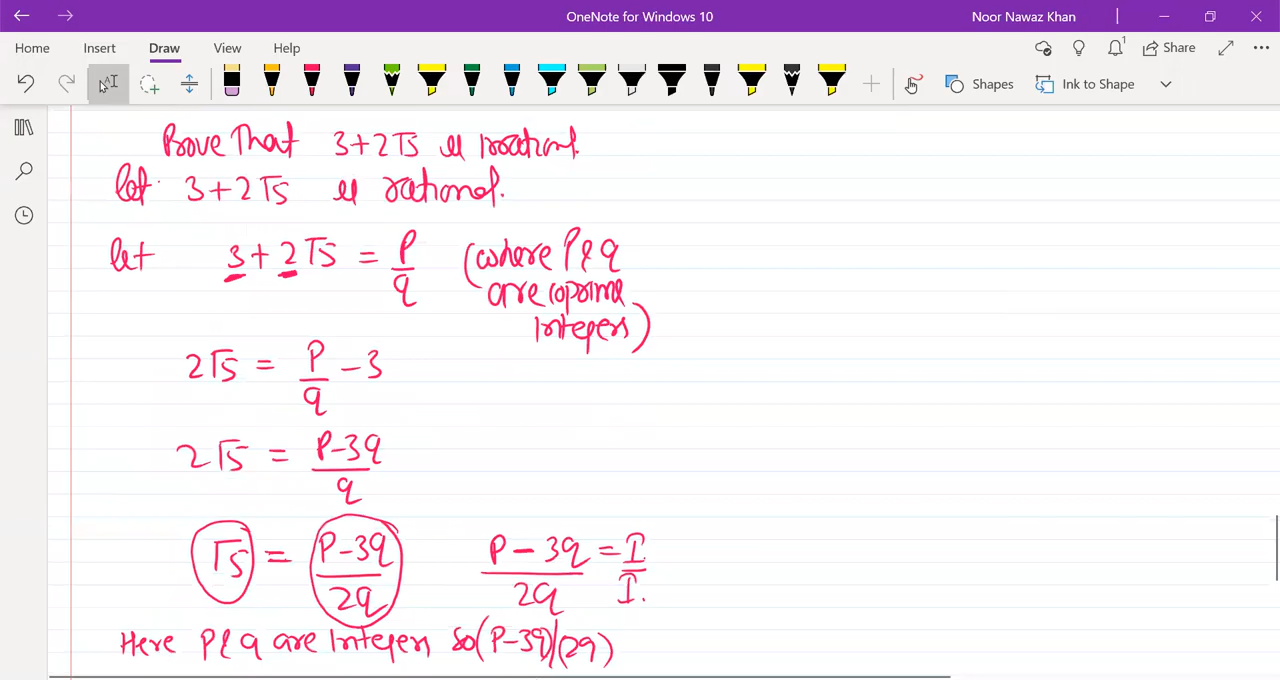 OneNote for Windows 10
Noor Nawaz Khan
Home Insert Draw View Help
1
Share
Shapes
Ink to Shape
Prove That 3+2√5 is irrational.
let 3+2√5 is rational.
let 3+2√5 = P/q (where P & q
are coprime
Integers)
2√5 = P/q - 3
2√5 = P-3q/q
√5 = P-3q/2q P-3q/2q = I/I.
Here P & q are Integers so (P-3q)/(2q)